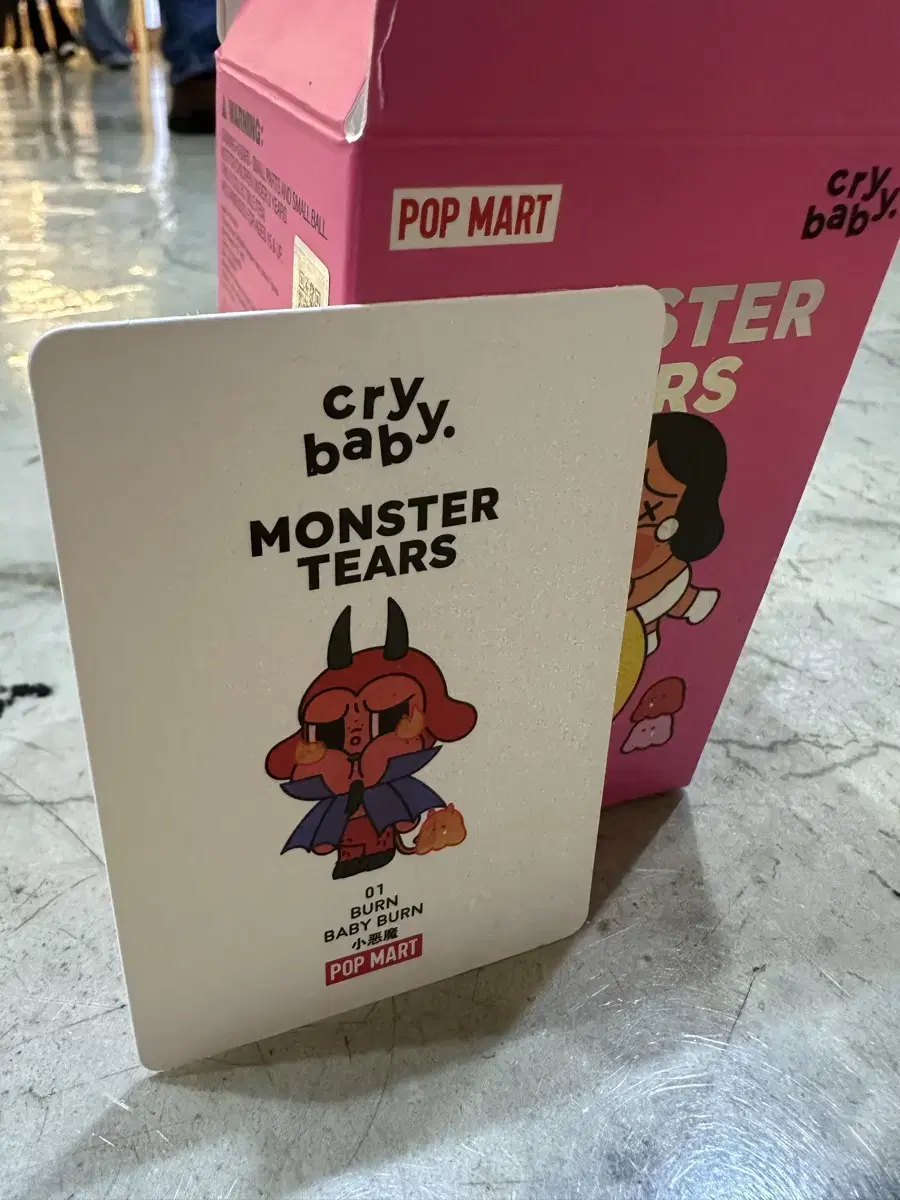 WARNING:
POP MART
cry
baby.
STER
RS
cry
baby.
MONSTER
TEARS
01
BURN
BABY BURN
小恶魔
POP MART